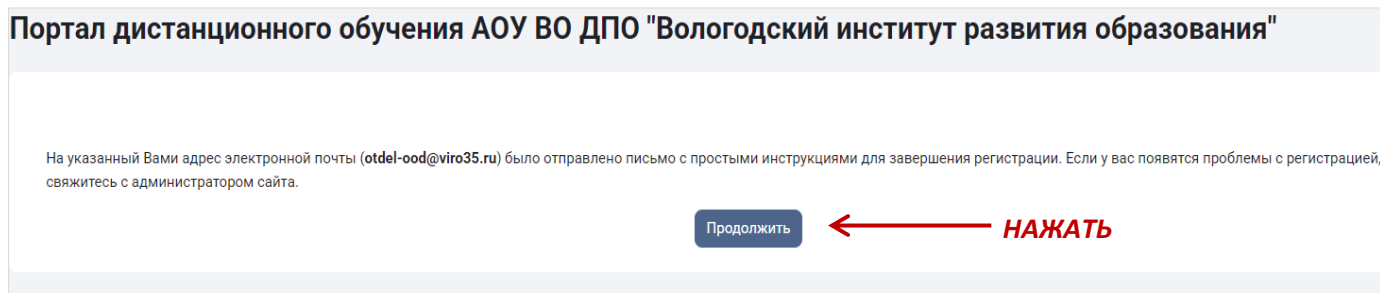 Портал дистанционного обучения АОУ ВО ДПО "Вологодский институт развития образования"
На указанный Вами адрес электронной почты (otdel-ood@viro35.ru) было отправлено письмо с простыми инструкциями для завершения регистрации. Если у вас появятся проблемы с регистрацией,
свяжитесь с администратором сайта.
Продолжить
НАЖАТЬ